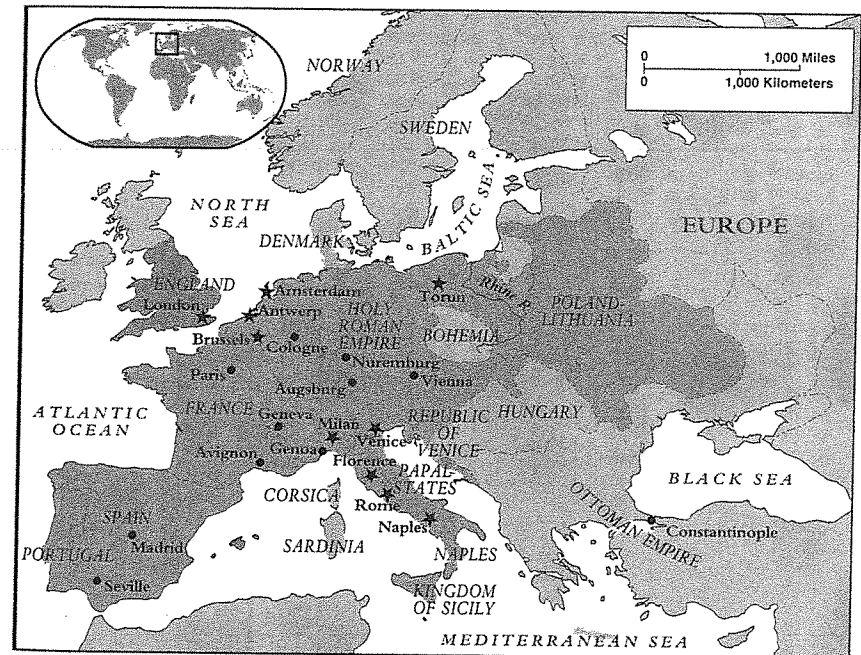 0 1,000 Miles
0 1,000 Kilometers
NORWAY
SWEDEN
NORTH
SEA
BALTIC SEA
EUROPE
DENMARK
ENGLAND
London
Amsterdam
Antwerp
Torun
Rhine R.
POLAND-
LITHUANIA
HOLY
ROMAN
EMPIRE
BOHEMIA
Brussels
Cologne
Nuremburg
Paris
Augsburg
Vienna
ATLANTIC
OCEAN
FRANCE
Geneva
Milan
Venice
REPUBLIC
OF
VENICE
HUNGARY
Avignon
Genoa
Florence
PAPAL
STATES
BLACK SEA
CORSICA
Rome
OTTOMAN EMPIRE
Constantinople
SPAIN
Madrid
PORTUGAL
SARDINIA
Naples
NAPLES
Seville
KINGDOM
OF SICILY
MEDITERRANEAN SEA